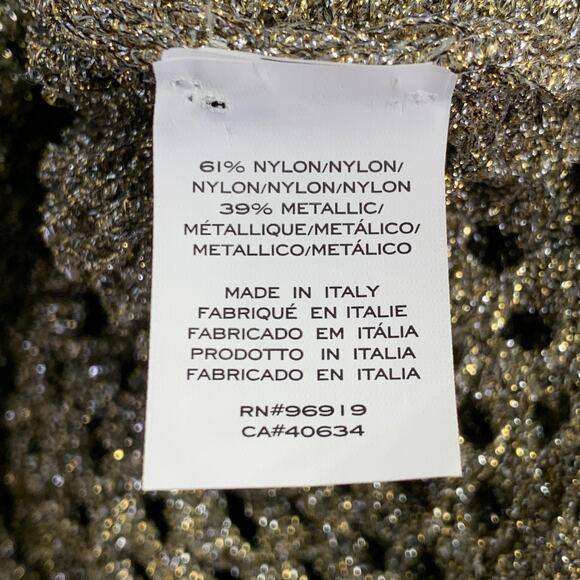 61% NYLON/NYLON/
NYLON/NYLON/NYLON
39% METALLIC/
MÉTALLIQUE/METÁLICO/
METALLICO/METÁLICO
MADE IN ITALY
FABRIQUÉ EN ITALIE
FABRICADO EM ITÁLIA
PRODOTTO IN ITALIA
FABRICADO EN ITALIA
RN#96919
CA#40634